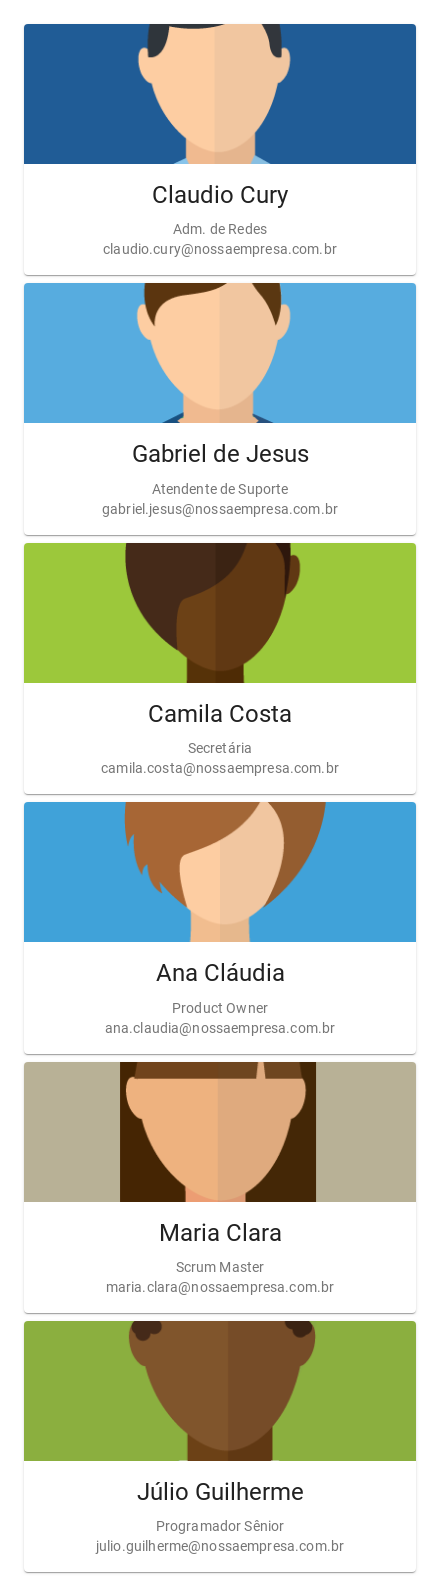 Claudio Cury
Adm. de Redes
claudio.cury@nossaempresa.com.br
Gabriel de Jesus
Atendente de Suporte
gabriel.jesus@nossaempresa.com.br
Camila Costa
Secretária
camila.costa@nossaempresa.com.br
Ana Cláudia
Product Owner
ana.claudia@nossaempresa.com.br
Maria Clara
Scrum Master
maria.clara@nossaempresa.com.br
Júlio Guilherme
Programador Sênior
julio.guilherme@nossaempresa.com.br